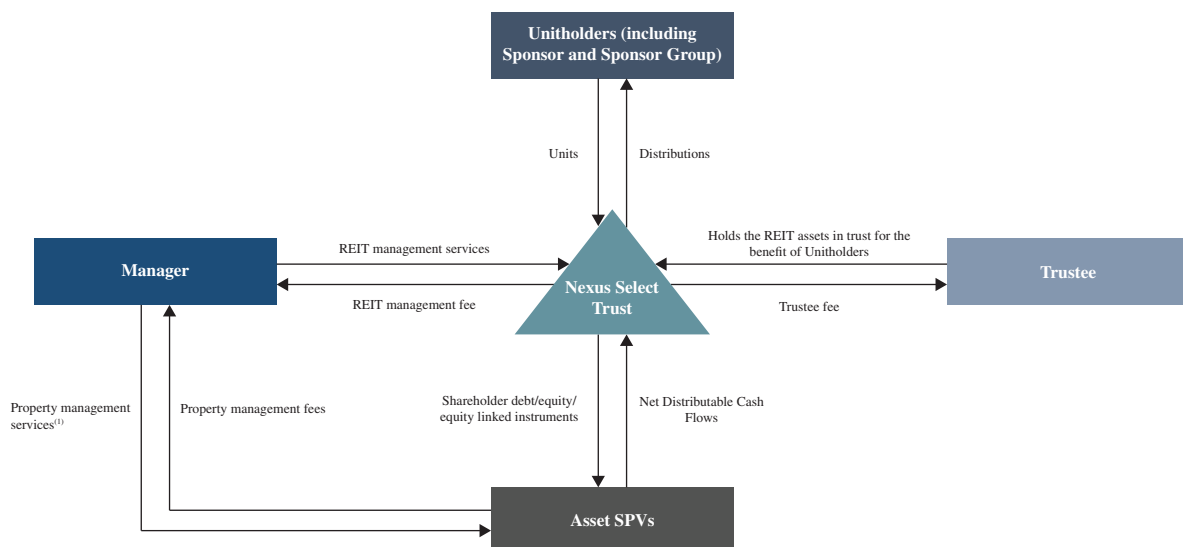 Unitholders (including
Sponsor and Sponsor Group)
Units
Distributions
REIT management services
Holds the REIT assets in trust for the
benefit of Unitholders
Manager
Nexus Select
Trust
Trustee
REIT management fee
Trustee fee
Property management
services(1)
Property management fees
Shareholder debt/equity/
equity linked instruments
Net Distributable Cash
Flows
Asset SPVs